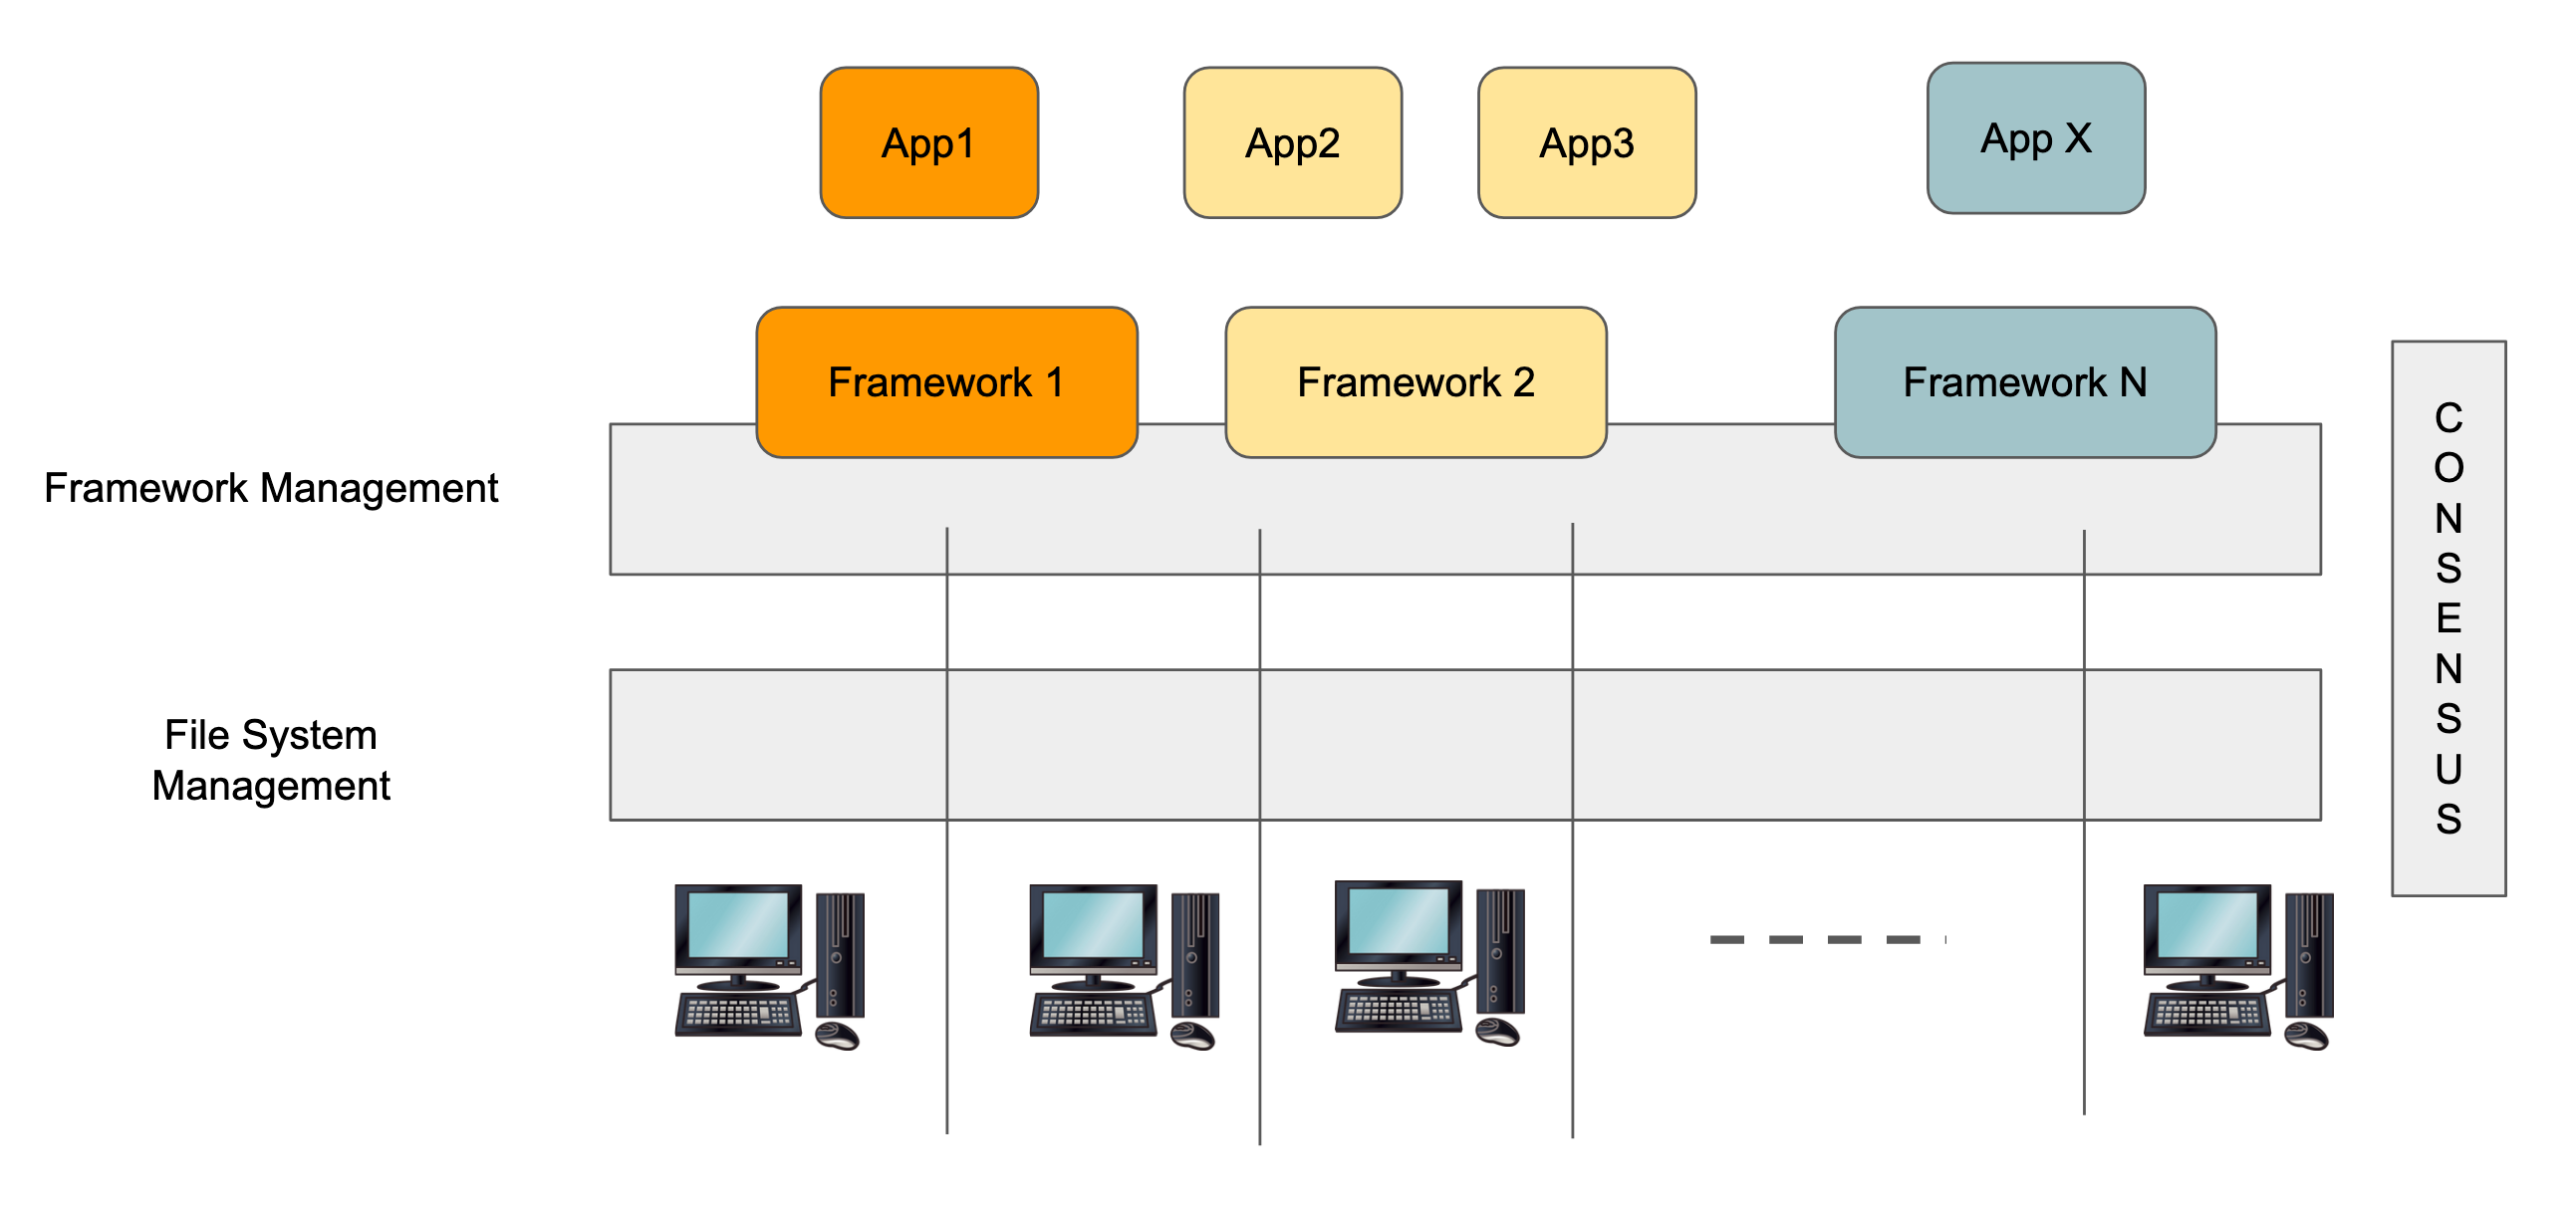 App1
App2
App3
App X
Framework 1
Framework 2
Framework N
Framework Management
File System
Management
C
O
N
S
E
N
S
U
S